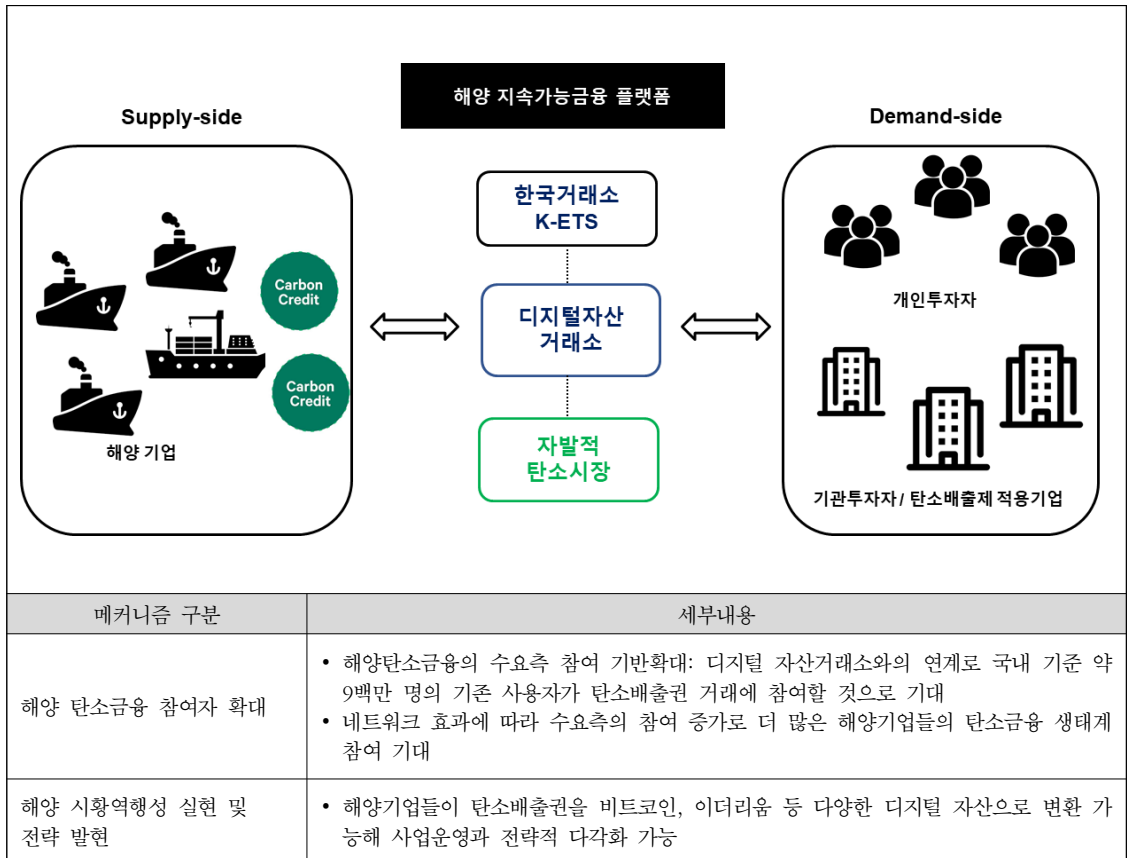 해양 지속가능금융 플랫폼
Supply-side
Carbon
Credit
Carbon
Credit
해양 기업
한국거래소
K-ETS
디지털자산
거래소
자발적
탄소시장
Demand-side
개인투자자
기관투자자 / 탄소배출제 적용기업
메커니즘 구분
세부내용
해양 탄소금융 참여자 확대
• 해양탄소금융의 수요측 참여 기반확대: 디지털 자산거래소와의 연계로 국내 기준 약
9백만 명의 기존 사용자가 탄소배출권 거래에 참여할 것으로 기대
• 네트워크 효과에 따라 수요측의 참여 증가로 더 많은 해양기업들의 탄소금융 생태계
참여 기대
해양 시황역행성 실현 및
전략 발현
• 해양기업들이 탄소배출권을 비트코인, 이더리움 등 다양한 디지털 자산으로 변환 가
능해 사업운영과 전략적 다각화 가능